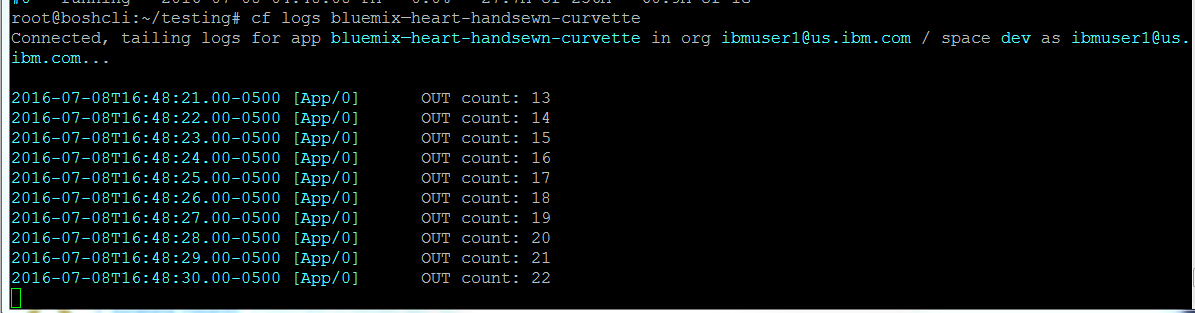 root@boshcli:~/testing# cf logs bluemix—heart-handsewn-curvette
Connected, tailing logs for app bluemix—heart-handsewn-curvette in org ibmuser1@us.ibm.com / space dev as ibmuser1@us.
ibm.com...
2016-07-08T16:48:21.00-0500 [App/0]      OUT count: 13
2016-07-08T16:48:22.00-0500 [App/0]      OUT count: 14
2016-07-08T16:48:23.00-0500 [App/0]      OUT count: 15
2016-07-08T16:48:24.00-0500 [App/0]      OUT count: 16
2016-07-08T16:48:25.00-0500 [App/0]      OUT count: 17
2016-07-08T16:48:26.00-0500 [App/0]      OUT count: 18
2016-07-08T16:48:27.00-0500 [App/0]      OUT count: 19
2016-07-08T16:48:28.00-0500 [App/0]      OUT count: 20
2016-07-08T16:48:29.00-0500 [App/0]      OUT count: 21
2016-07-08T16:48:30.00-0500 [App/0]      OUT count: 22